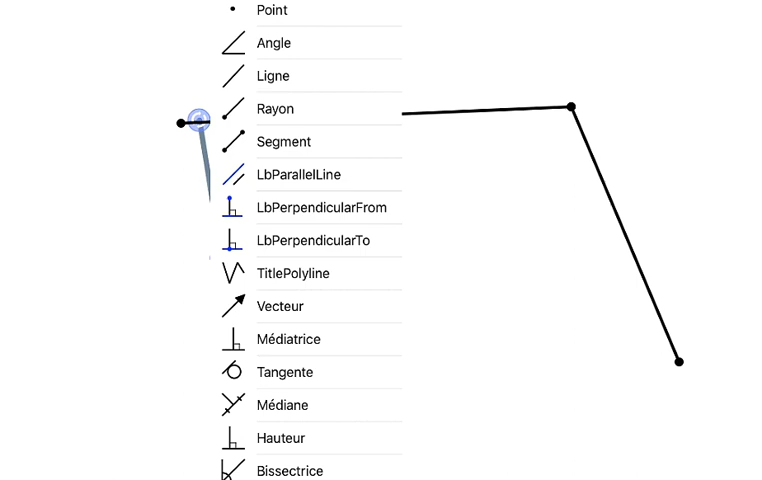 Point
Angle
Ligne
Rayon
Segment
LbParallelLine
LbPerpendicularFrom
LbPerpendicularTo
TitlePolyline
Vecteur
Médiatrice
Tangente
Médiane
Hauteur
Bissectrice